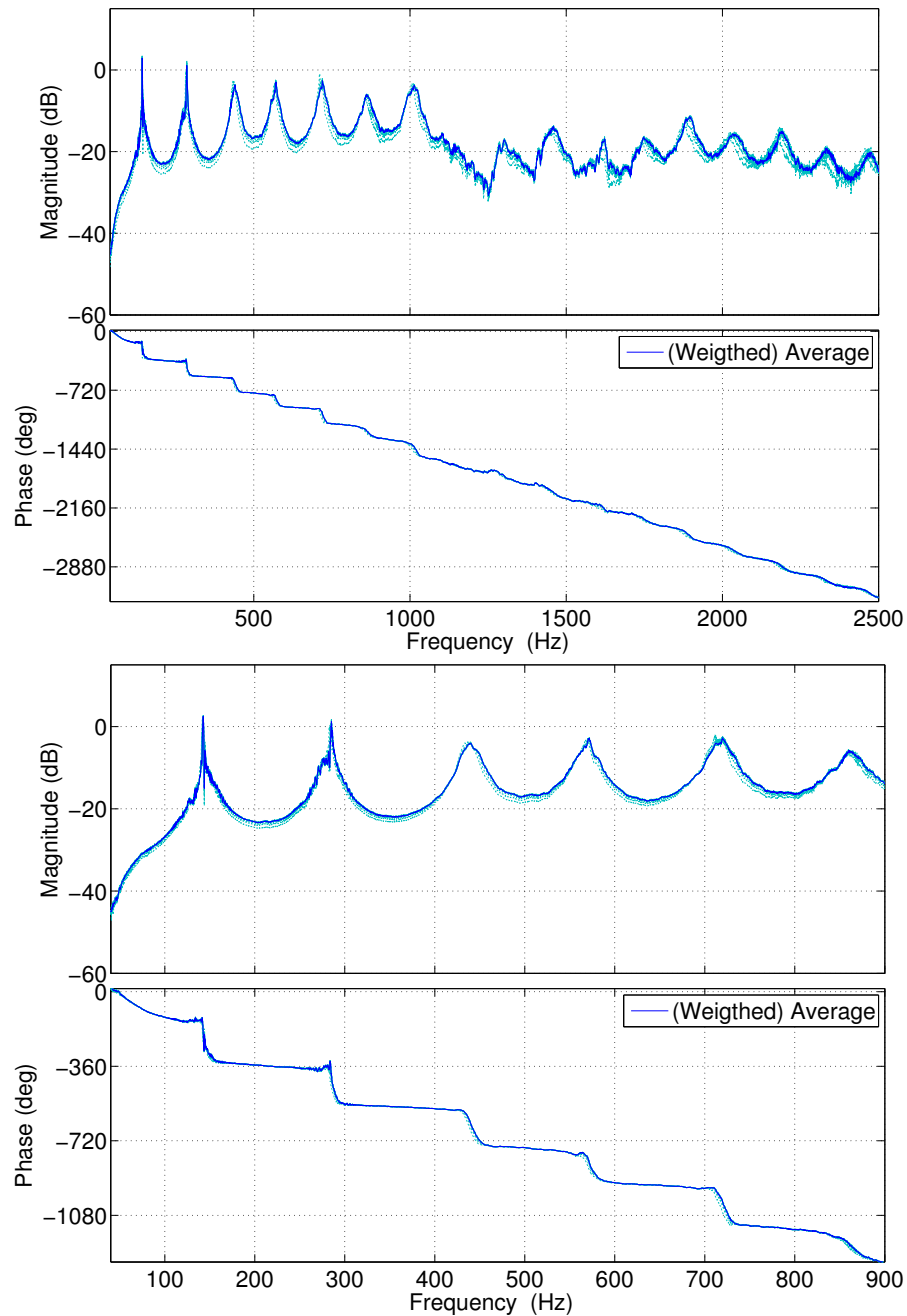 0
−20
−40
−60
Magnitude (dB)
0
−720
−1440
−2160
−2880
Phase (deg)
(Weigthed) Average
500 1000 1500 2000 2500
Frequency (Hz)
0
−20
−40
−60
Magnitude (dB)
0
−360
−720
−1080
Phase (deg)
(Weigthed) Average
100 200 300 400 500 600 700 800 900
Frequency (Hz)